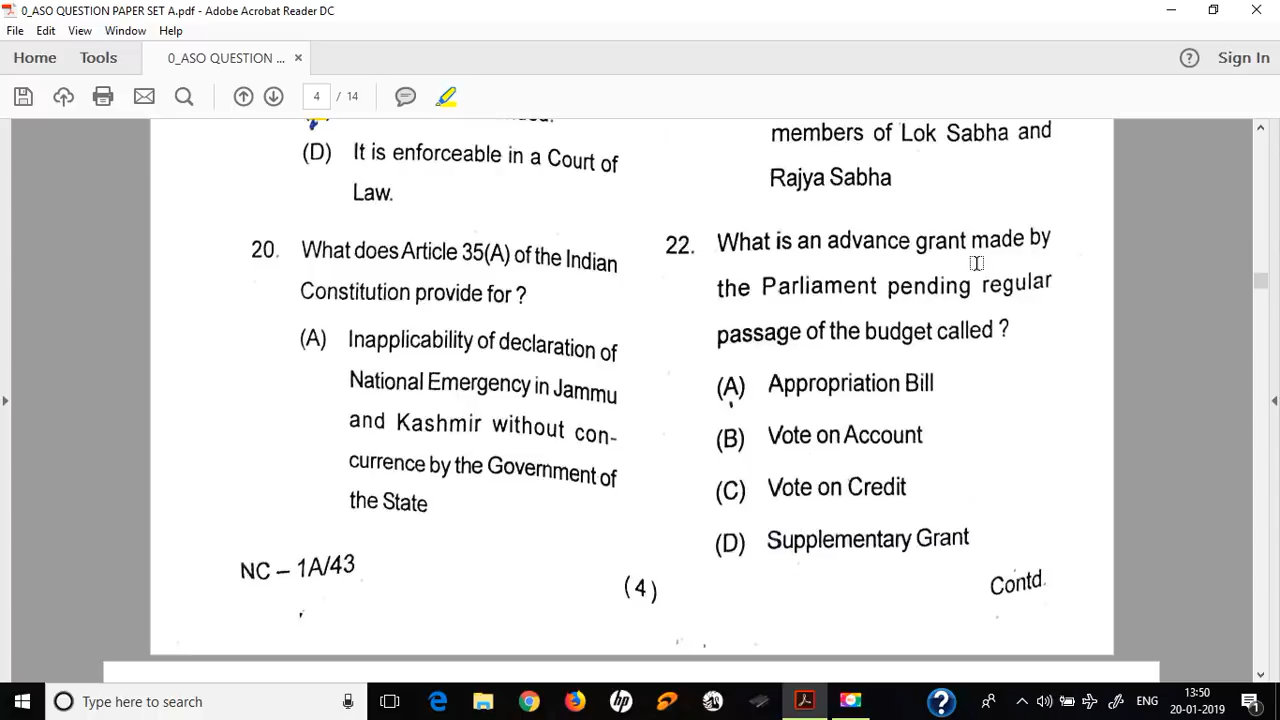 0_ASO QUESTION PAPER SET A.pdf - Adobe Acrobat Reader DC
File Edit View Window Help
Home Tools 0_ASO QUESTION ... × Sign In
4 / 14
(D) It is enforceable in a Court of
Law.
20. What does Article 35(A) of the Indian
Constitution provide for ?
(A) Inapplicability of declaration of
National Emergency in Jammu
and Kashmir without con-
currence by the Government of
the State
NC – 1A/43
members of Lok Sabha and
Rajya Sabha
22. What is an advance grant made by
the Parliament pending regular
passage of the budget called ?
(A) Appropriation Bill
(B) Vote on Account
(C) Vote on Credit
(D) Supplementary Grant
(4)
Contd.
Type here to search
hp
ENG
13:50
20-01-2019
1